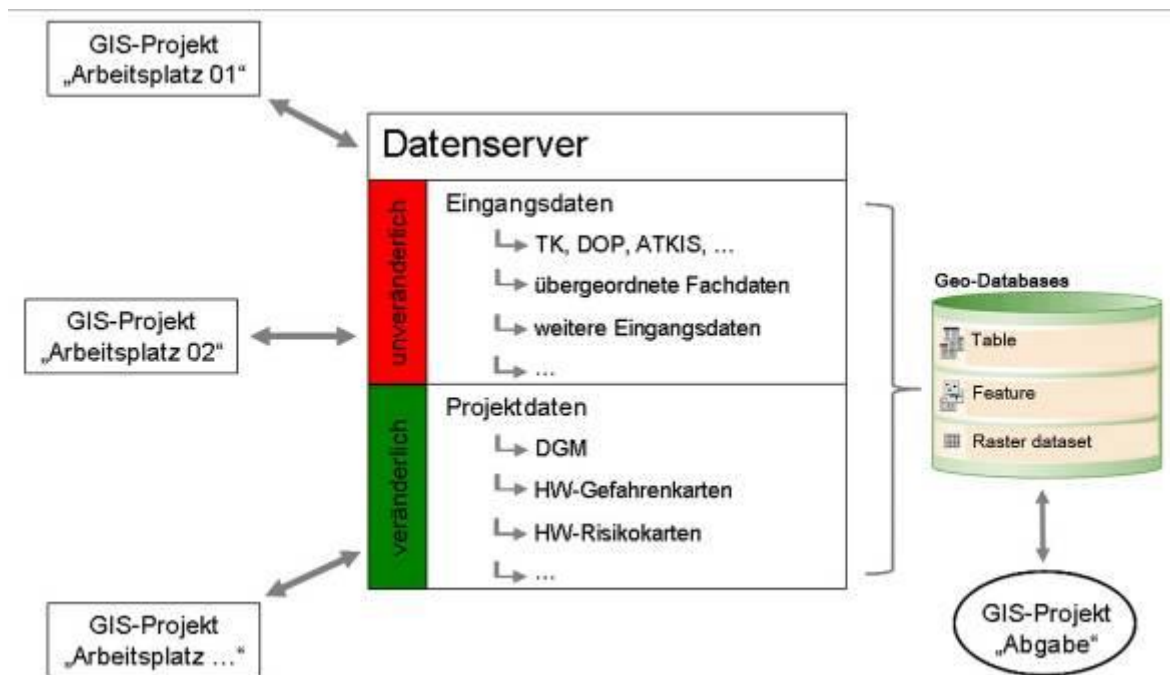 GIS-Projekt
„Arbeitsplatz 01“
Datenserver
unveränderlich
Eingangsdaten
TK, DOP, ATKIS, ...
übergeordnete Fachdaten
weitere Eingangsdaten
...
GIS-Projekt
„Arbeitsplatz 02“
veränderlich
Projektdaten
DGM
HW-Gefahrenkarten
HW-Risikokarten
...
GIS-Projekt
„Arbeitsplatz ...“
Geo-Databases
Table
Feature
Raster dataset
GIS-Projekt
„Abgabe“